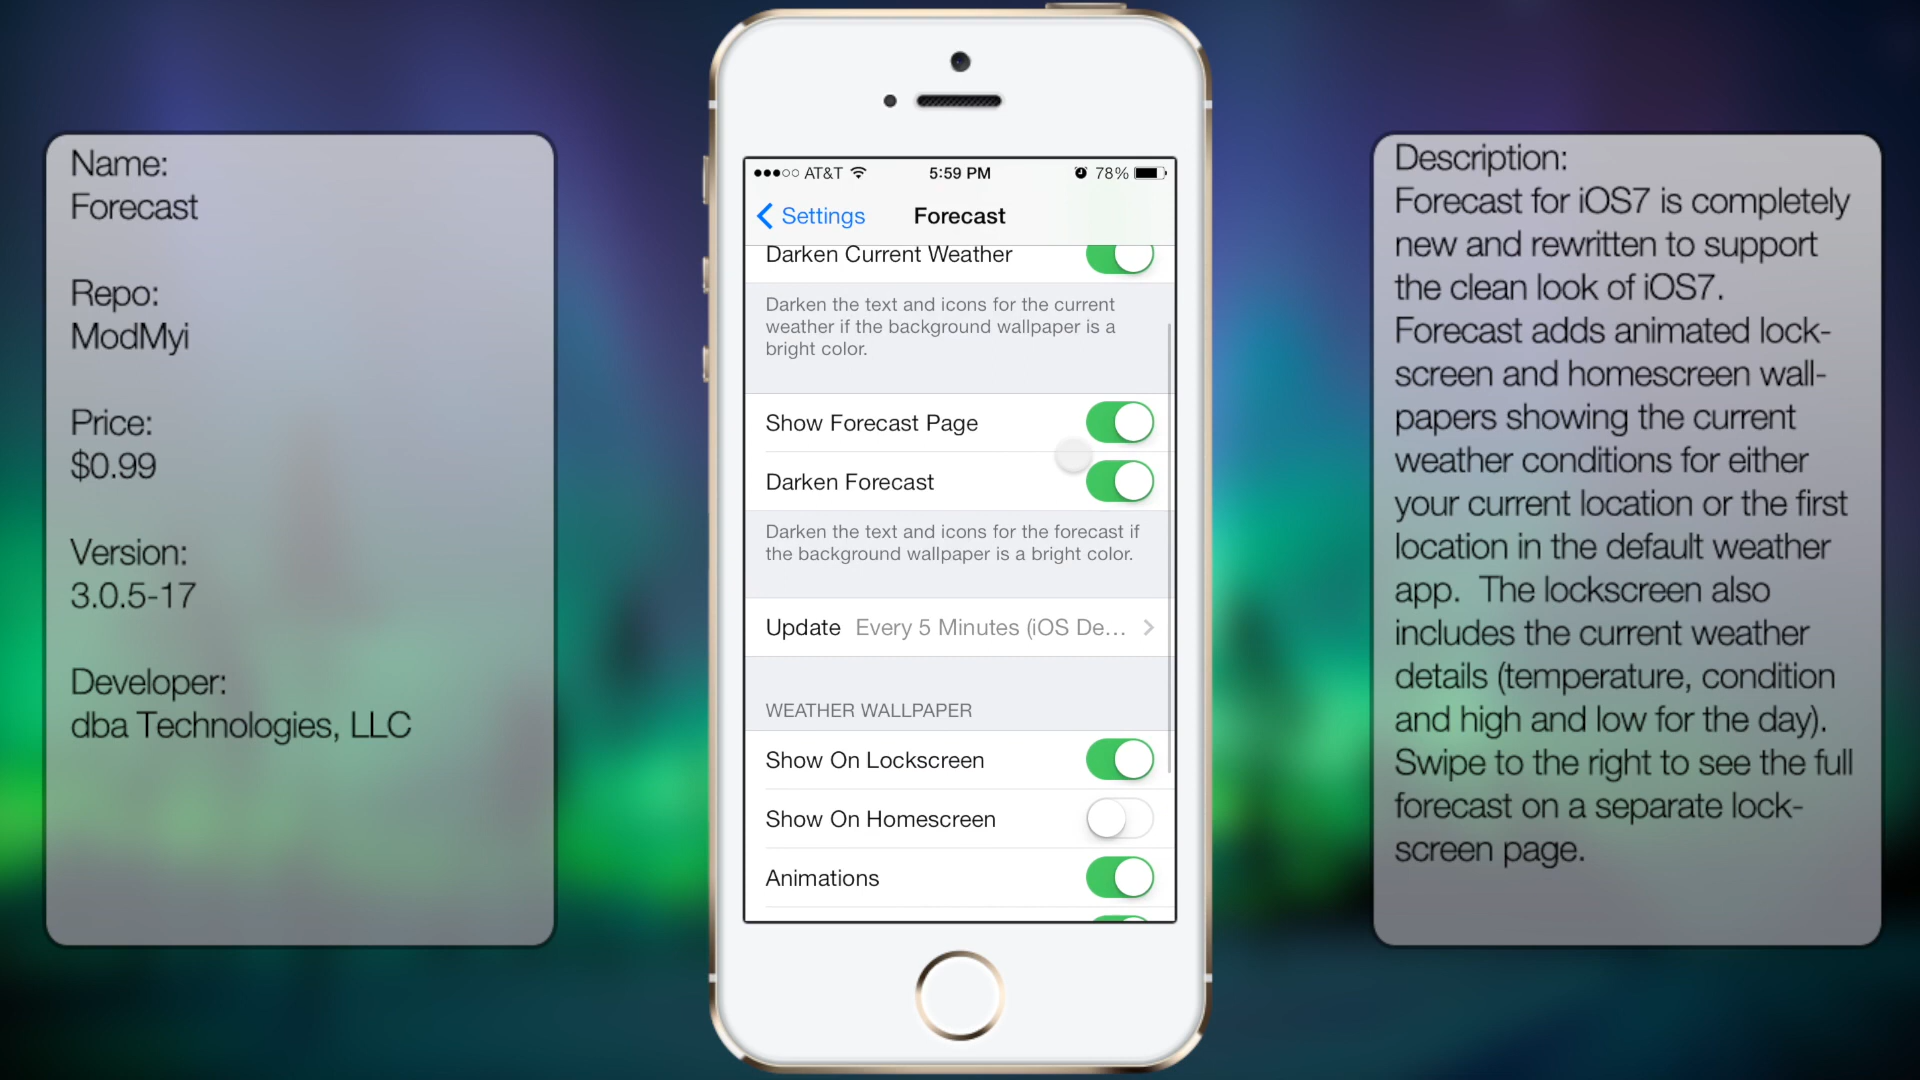 Name:
Forecast
Repo:
ModMyi
Price:
$0.99
Version:
3.0.5-17
Developer:
dba Technologies, LLC
AT&T
5:59 PM
78%
Settings
Forecast
Darken Current Weather
Darken the text and icons for the current
weather if the background wallpaper is a
bright color.
Show Forecast Page
Darken Forecast
Darken the text and icons for the forecast if
the background wallpaper is a bright color.
Update Every 5 Minutes (iOS De...
WEATHER WALLPAPER
Show On Lockscreen
Show On Homescreen
Animations
Description:
Forecast for iOS7 is completely
new and rewritten to support
the clean look of iOS7.
Forecast adds animated lock-
screen and homescreen wall-
papers showing the current
weather conditions for either
your current location or the first
location in the default weather
app.  The lockscreen also
includes the current weather
details (temperature, condition
and high and low for the day).
Swipe to the right to see the full
forecast on a separate lock-
screen page.